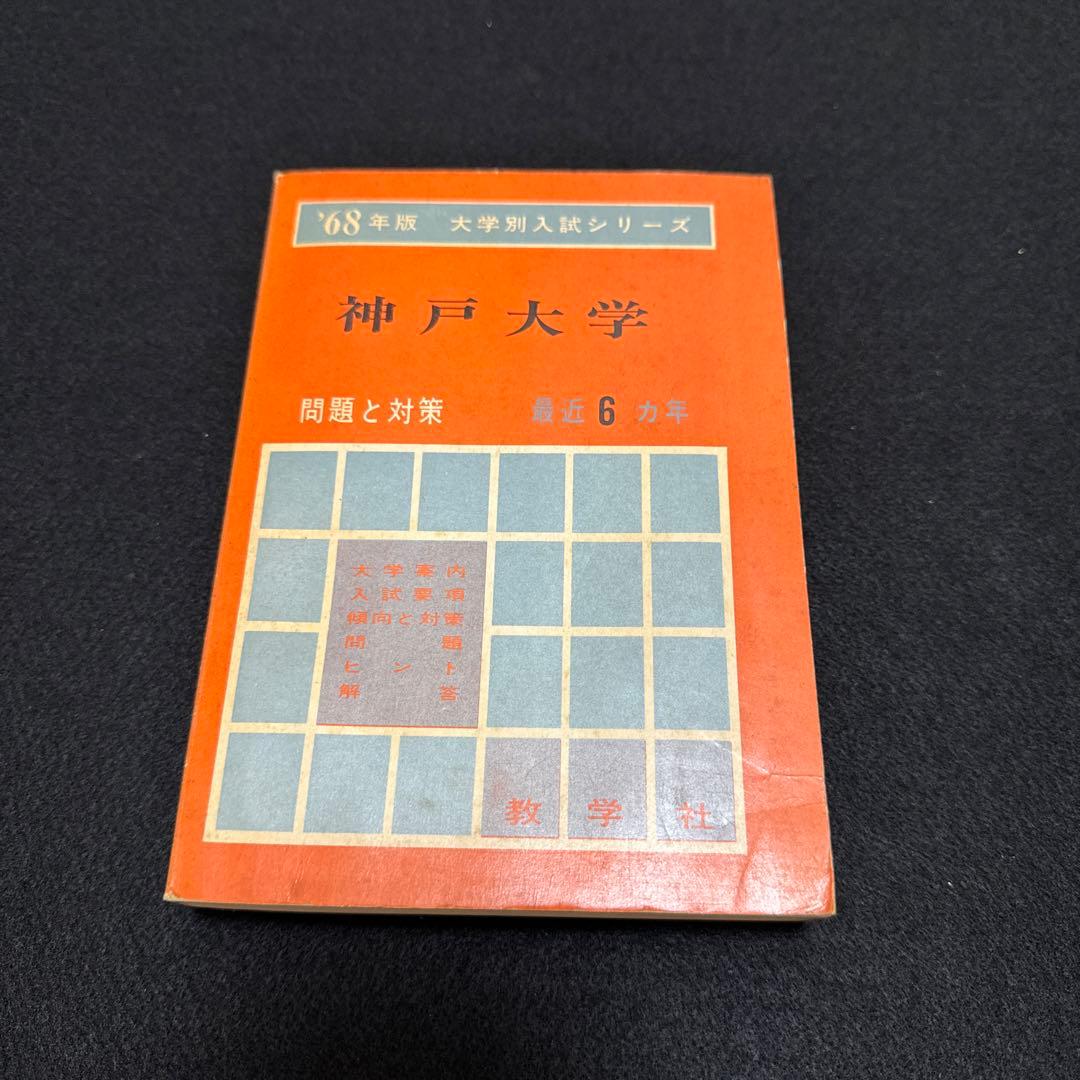 '68年版 大学別入試シリーズ
神戸大学
問題と対策 最近6カ年
大学案内
入試要項
傾向と対策
問題
ヒント
解答
教学社